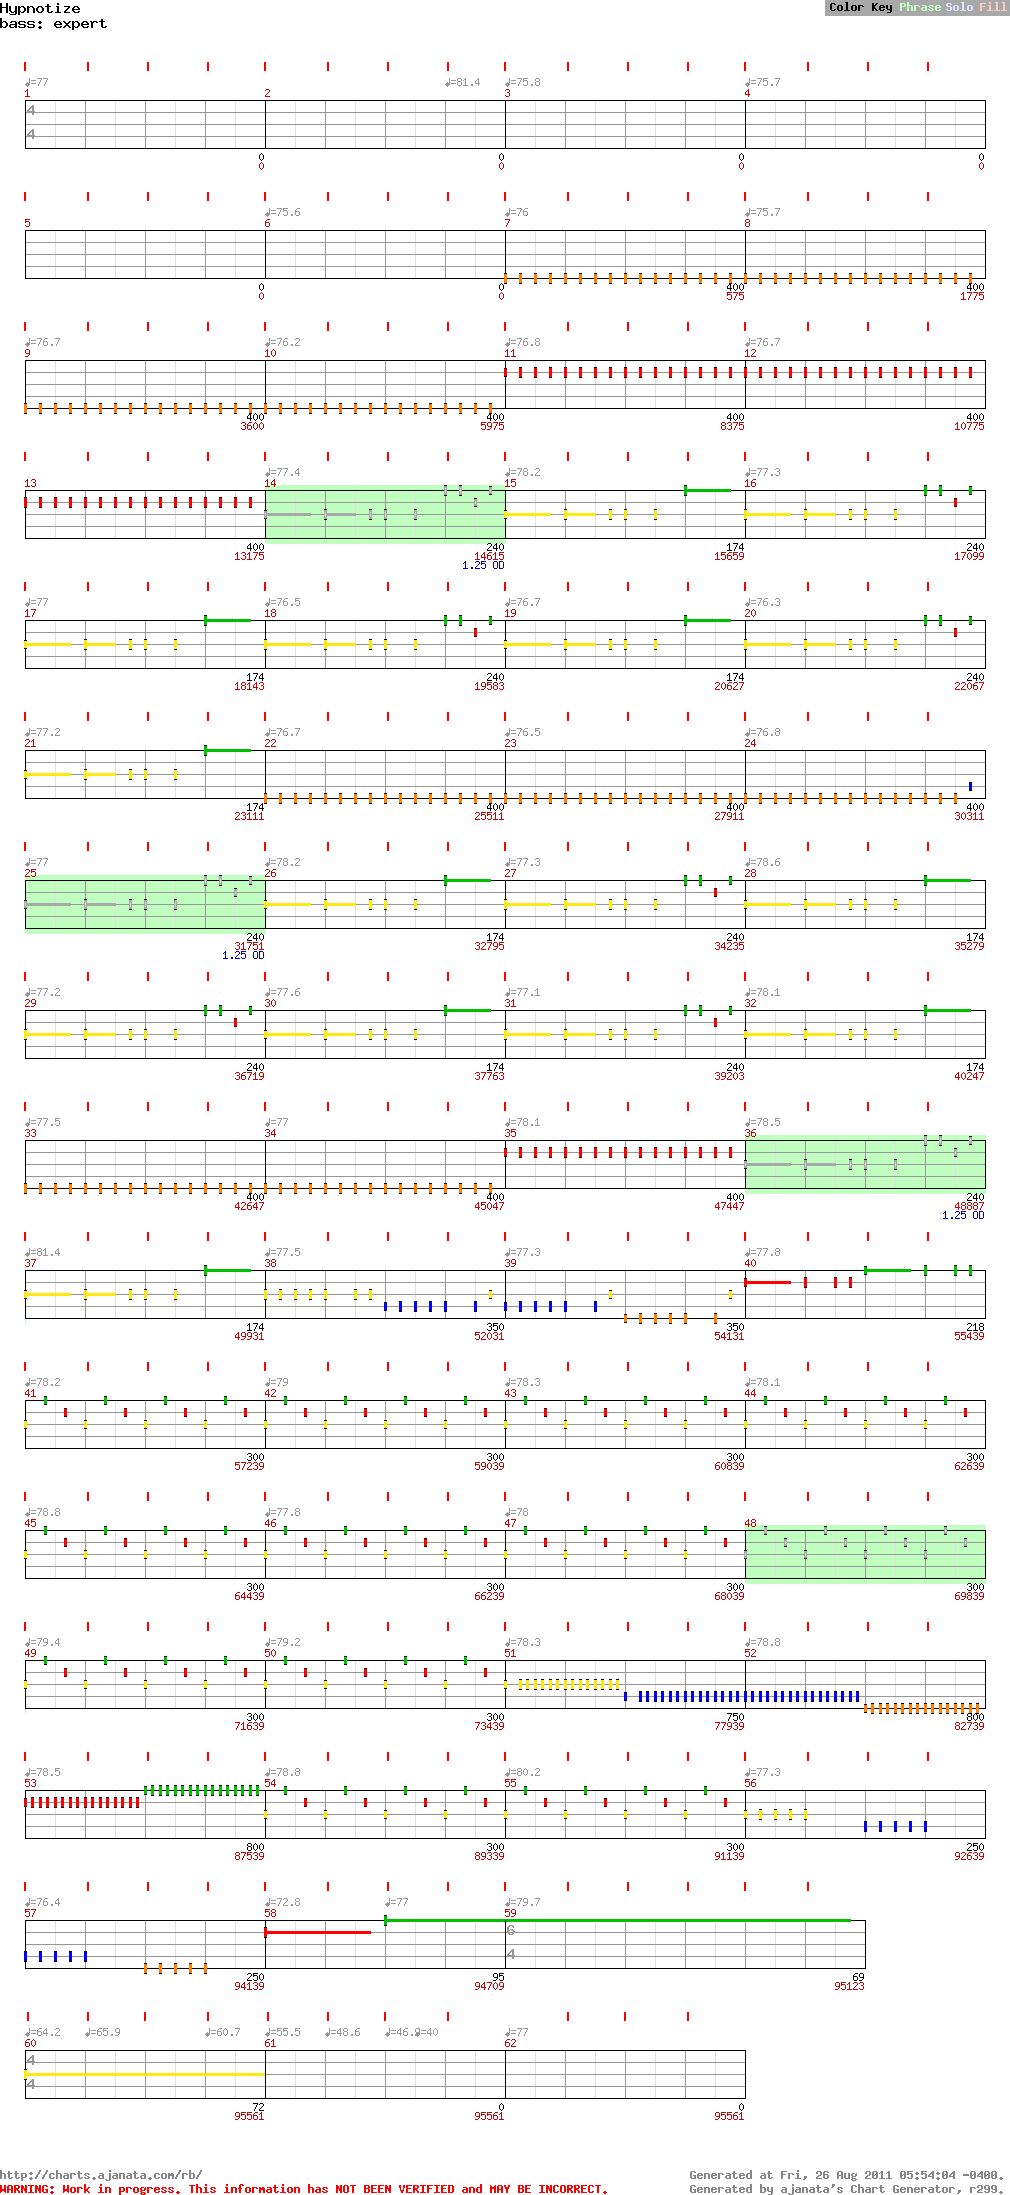 Hypnotize
Color Key Phrase Solo Fill
bass: expert
♩=77 ♩=81.4 ♩=75.8 ♩=75.7
1 2 3 4
4
4
0 0 0 0
0 0 0 0
♩=75.6 ♩=76 ♩=75.7
5 6 7 8
0 0 400 400
0 0 575 1775
♩=76.7 ♩=76.2 ♩=76.8 ♩=76.7
9 10 11 12
400 400 400 400
3600 5975 8375 10775
♩=77.4 ♩=78.2 ♩=77.3
13 14 15 16
400 240 174 240
13175 14615 15659 17099
1.25 OD
♩=77 ♩=76.5 ♩=76.7 ♩=76.3
17 18 19 20
174 240 174 240
18143 19583 20627 22067
♩=77.2 ♩=76.7 ♩=76.5 ♩=76.8
21 22 23 24
174 400 400 400
23111 25511 27911 30311
♩=77 ♩=78.2 ♩=77.3 ♩=78.6
25 26 27 28
240 174 240 174
31751 32795 34235 35279
1.25 OD
♩=77.2 ♩=77.6 ♩=77.1 ♩=78.1
29 30 31 32
240 174 240 174
36719 37763 39203 40247
♩=77.5 ♩=77 ♩=78.1 ♩=78.5
33 34 35 36
400 400 400 240
42647 45047 47447 48887
1.25 OD
♩=81.4 ♩=77.5 ♩=77.3 ♩=77.8
37 38 39 40
174 350 350 218
49931 52031 54131 55439
♩=78.2 ♩=79 ♩=78.3 ♩=78.1
41 42 43 44
300 300 300 300
57239 59039 60839 62639
♩=78.8 ♩=77.8 ♩=78
45 46 47 48
300 300 300 300
64439 66239 68039 69839
♩=79.4 ♩=79.2 ♩=78.3 ♩=78.8
49 50 51 52
300 300 750 800
71639 73439 77939 82739
♩=78.5 ♩=78.8 ♩=80.2 ♩=77.3
53 54 55 56
800 300 300 250
87539 89339 91139 92639
♩=76.4 ♩=72.8 ♩=77 ♩=79.7
57 58 59
6
4
250 95 69
94139 94709 95123
♩=64.2 ♩=65.9 ♩=60.7 ♩=55.5 ♩=48.6 ♩=46.9 =40 ♩=77
60 61 62
4
4
72 0 0
95561 95561 95561
http://charts.ajanata.com/rb/
Generated at Fri, 26 Aug 2011 05:54:04 -0400.
WARNING: Work in progress. This information has NOT BEEN VERIFIED and MAY BE INCORRECT.
Generated by ajanata's Chart Generator, r299.